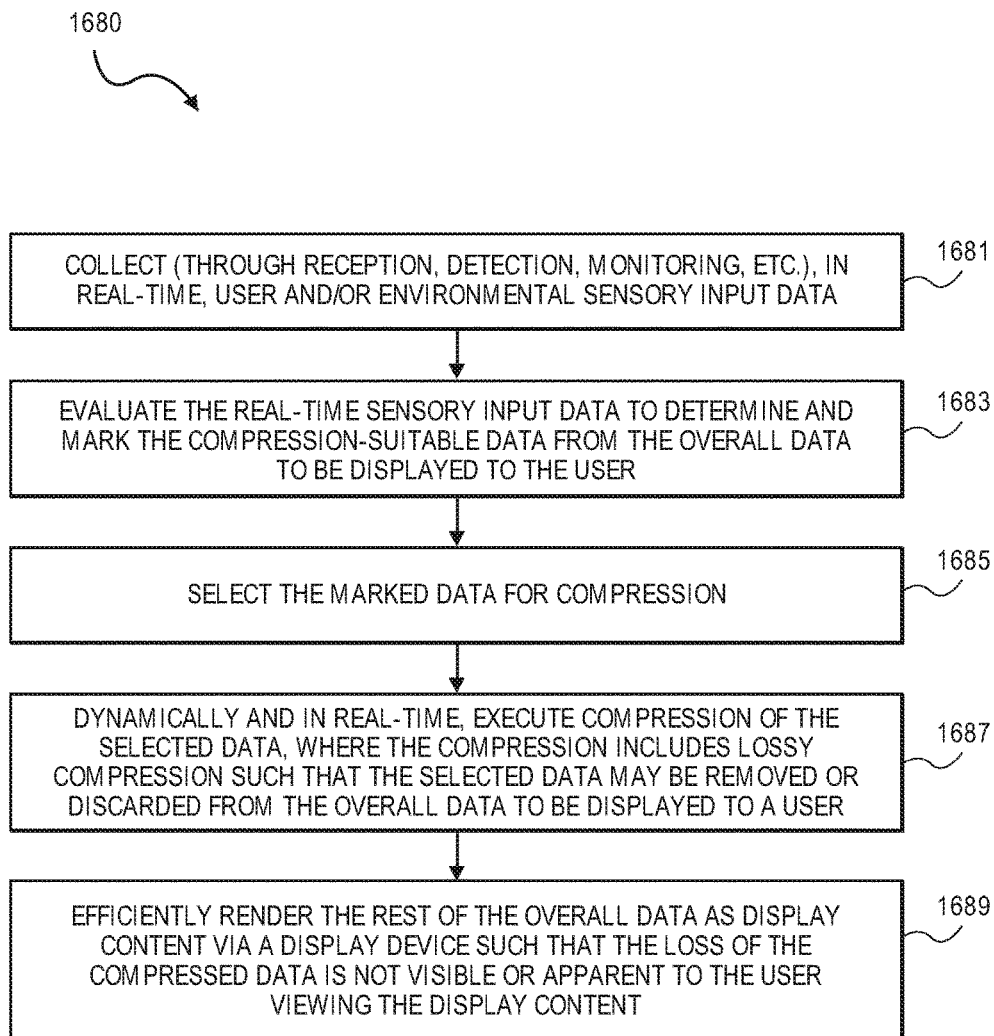 1680
COLLECT (THROUGH RECEPTION, DETECTION, MONITORING, ETC.), IN
REAL-TIME, USER AND/OR ENVIRONMENTAL SENSORY INPUT DATA
1681
EVALUATE THE REAL-TIME SENSORY INPUT DATA TO DETERMINE AND
MARK THE COMPRESSION-SUITABLE DATA FROM THE OVERALL DATA
TO BE DISPLAYED TO THE USER
1683
SELECT THE MARKED DATA FOR COMPRESSION
1685
DYNAMICALLY AND IN REAL-TIME, EXECUTE COMPRESSION OF THE
SELECTED DATA, WHERE THE COMPRESSION INCLUDES LOSSY
COMPRESSION SUCH THAT THE SELECTED DATA MAY BE REMOVED OR
DISCARDED FROM THE OVERALL DATA TO BE DISPLAYED TO A USER
1687
EFFICIENTLY RENDER THE REST OF THE OVERALL DATA AS DISPLAY
CONTENT VIA A DISPLAY DEVICE SUCH THAT THE LOSS OF THE
COMPRESSED DATA IS NOT VISIBLE OR APPARENT TO THE USER
VIEWING THE DISPLAY CONTENT
1689